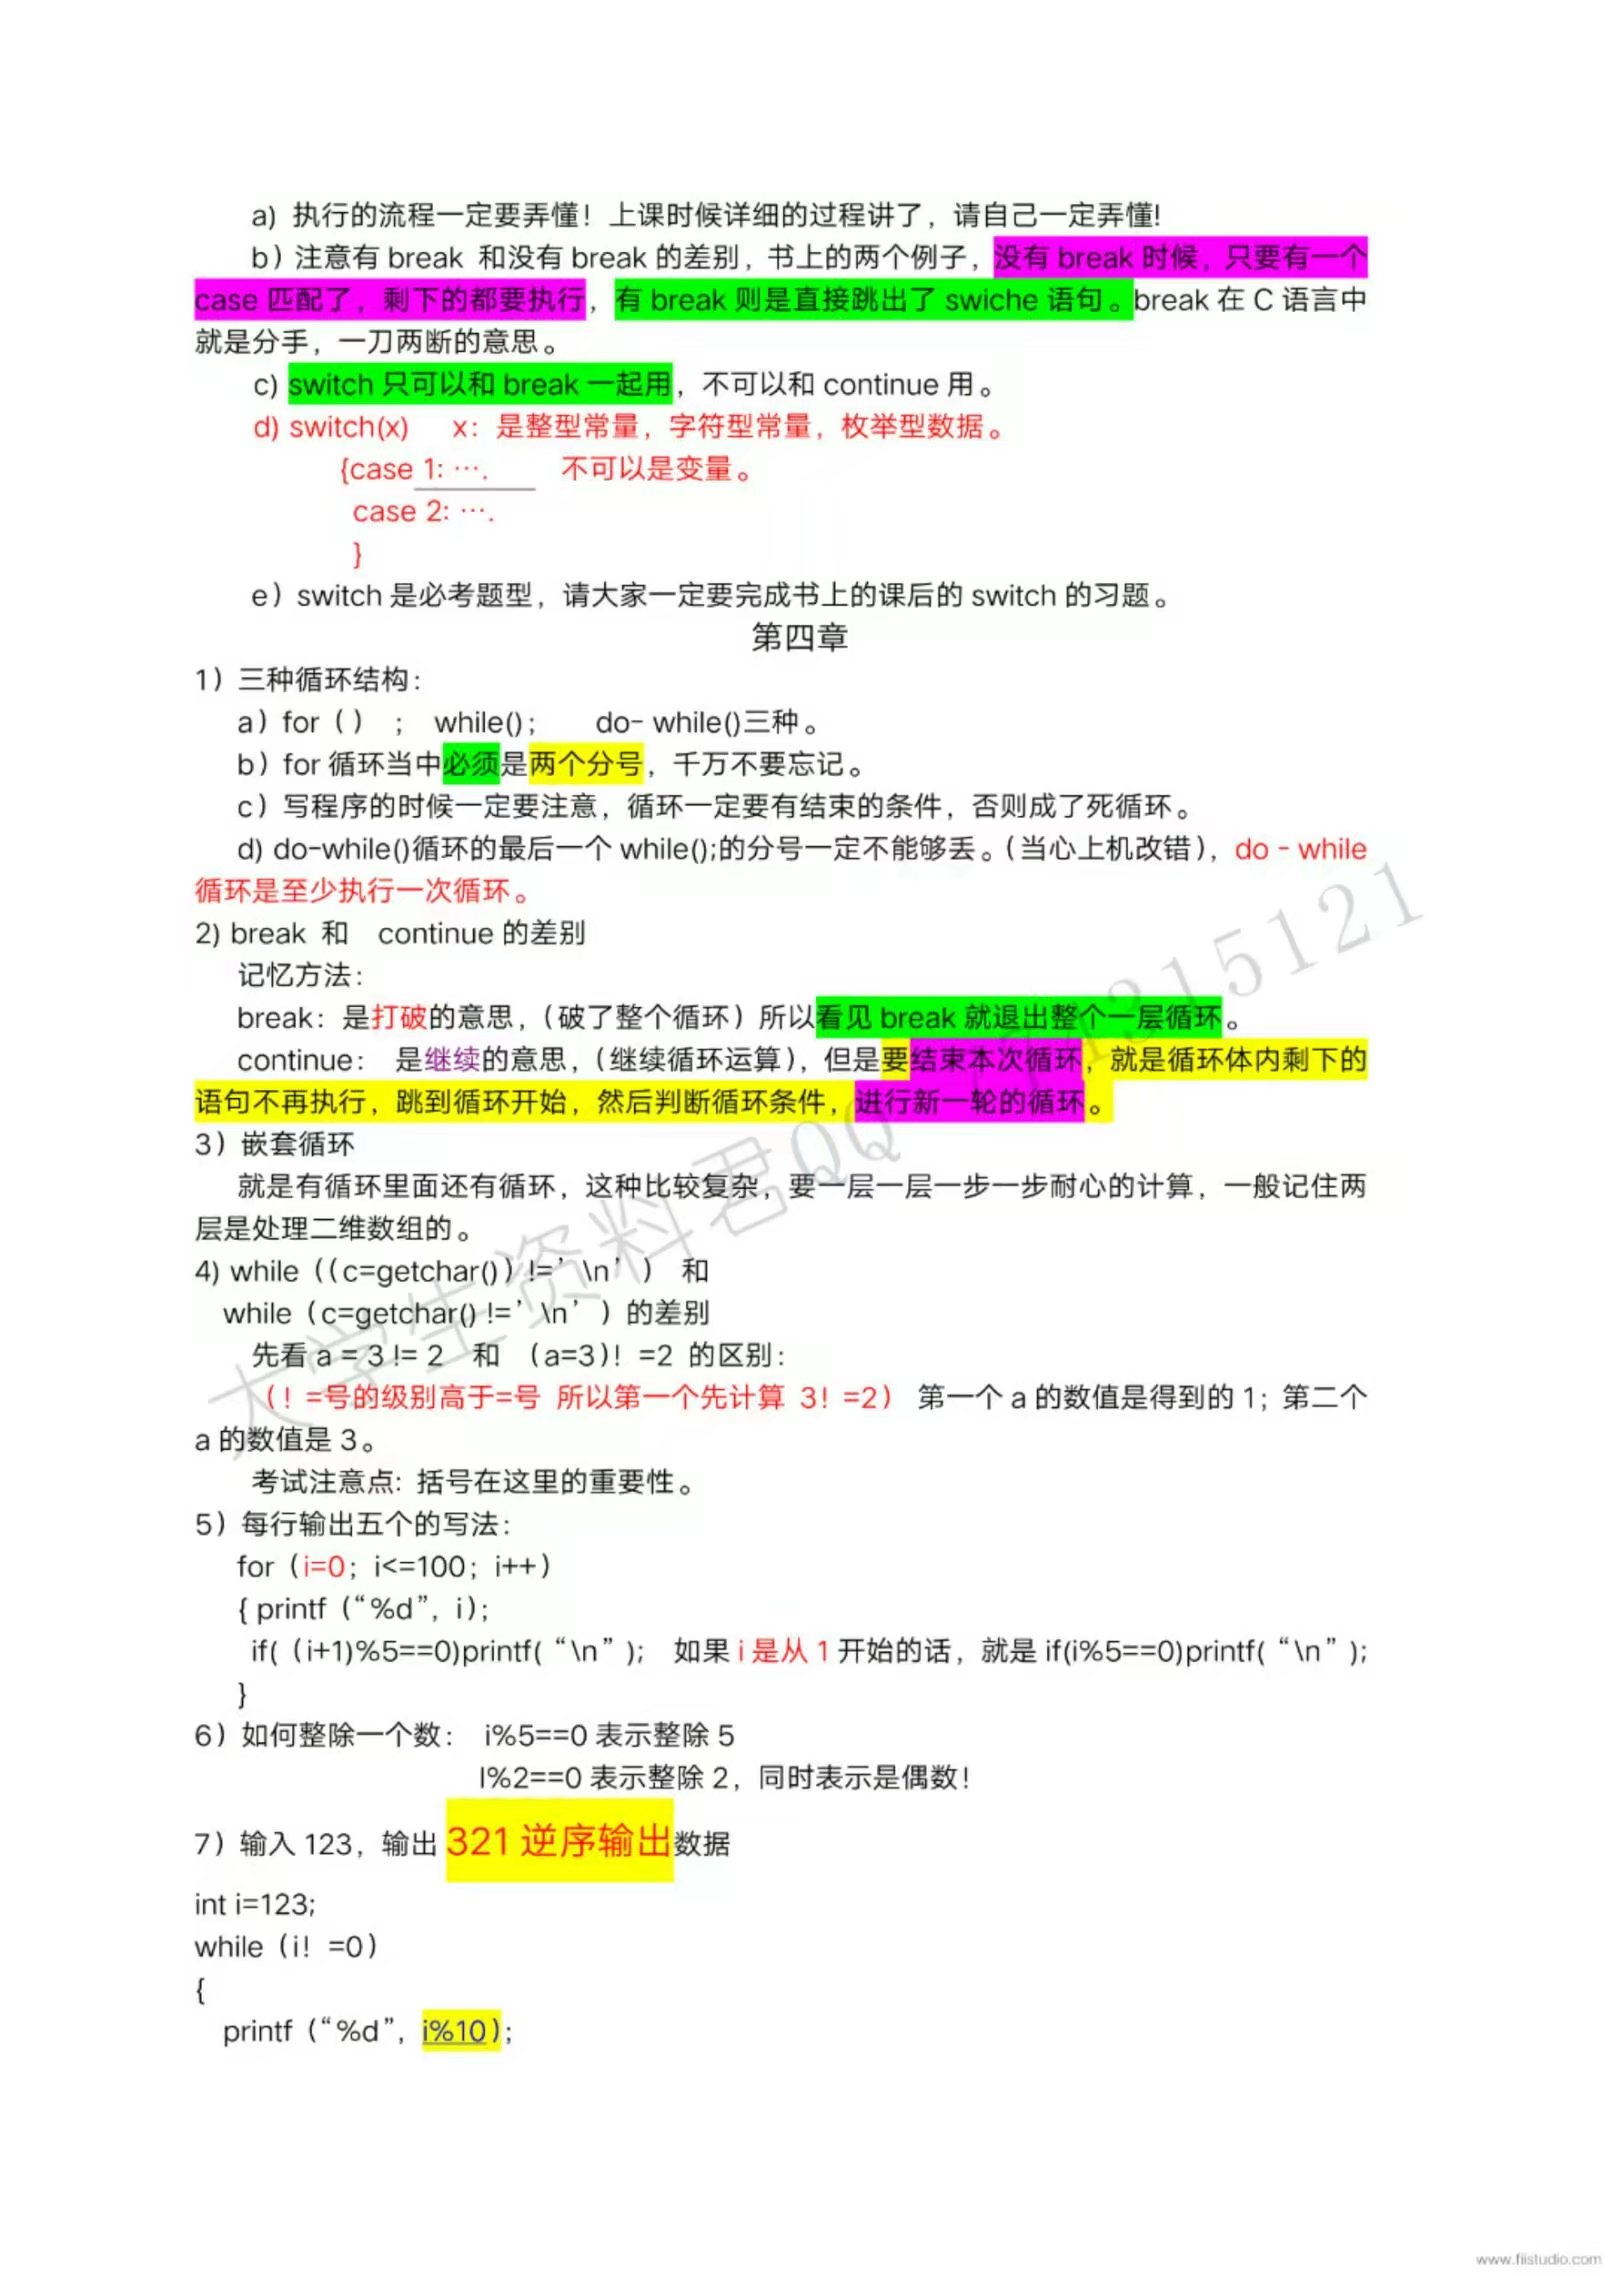 a) 执行的流程一定要弄懂！上课时候详细的过程讲了，请自己一定弄懂!
b）注意有 break 和没有 break 的差别，书上的两个例子，没有 break 时候，只要有一个
case 匹配了，剩下的都要执行，有 break 则是直接跳出了 swiche 语句。break 在 C 语言中
就是分手，一刀两断的意思。
c) switch 只可以和 break 一起用，不可以和 continue 用。
d) switch(x) x：是整型常量，字符型常量，枚举型数据。
{case 1: …. 不可以是变量。
case 2: ….
}
e）switch 是必考题型，请大家一定要完成书上的课后的 switch 的习题。
第四章
1）三种循环结构：
a）for（） ； while(); do- while()三种。
b）for 循环当中必须是两个分号，千万不要忘记。
c）写程序的时候一定要注意，循环一定要有结束的条件，否则成了死循环。
d) do-while()循环的最后一个 while();的分号一定不能够丢。（当心上机改错），do - while
循环是至少执行一次循环。
2) break 和 continue 的差别
记忆方法：
break：是打破的意思，（破了整个循环）所以看见 break 就退出整个一层循环。
continue： 是继续的意思，（继续循环运算），但是要结束本次循环，就是循环体内剩下的
语句不再执行，跳到循环开始，然后判断循环条件，进行新一轮的循环。
3）嵌套循环
就是有循环里面还有循环，这种比较复杂，要一层一层一步一步耐心的计算，一般记住两
层是处理二维数组的。
4) while（（c=getchar()）!=’\n’） 和
while（c=getchar() !=’\n’）的差别
先看 a = 3 != 2 和 （a=3）！=2 的区别：
（！=号的级别高于=号 所以第一个先计算 3！=2） 第一个 a 的数值是得到的 1；第二个
a 的数值是 3。
考试注意点: 括号在这里的重要性。
5）每行输出五个的写法：
for（i=0；i<=100；i++）
{ printf（“%d”，i）;
if(（i+1)%5==0)printf(“\n”); 如果 i 是从 1 开始的话，就是 if(i%5==0)printf(“\n”);
}
6）如何整除一个数： i%5==0 表示整除 5
I%2==0 表示整除 2，同时表示是偶数！
7）输入 123，输出 321 逆序输出数据
int i=123;
while（i！=0）
{
printf（“%d”，i%10）;
www.fiistudio.com